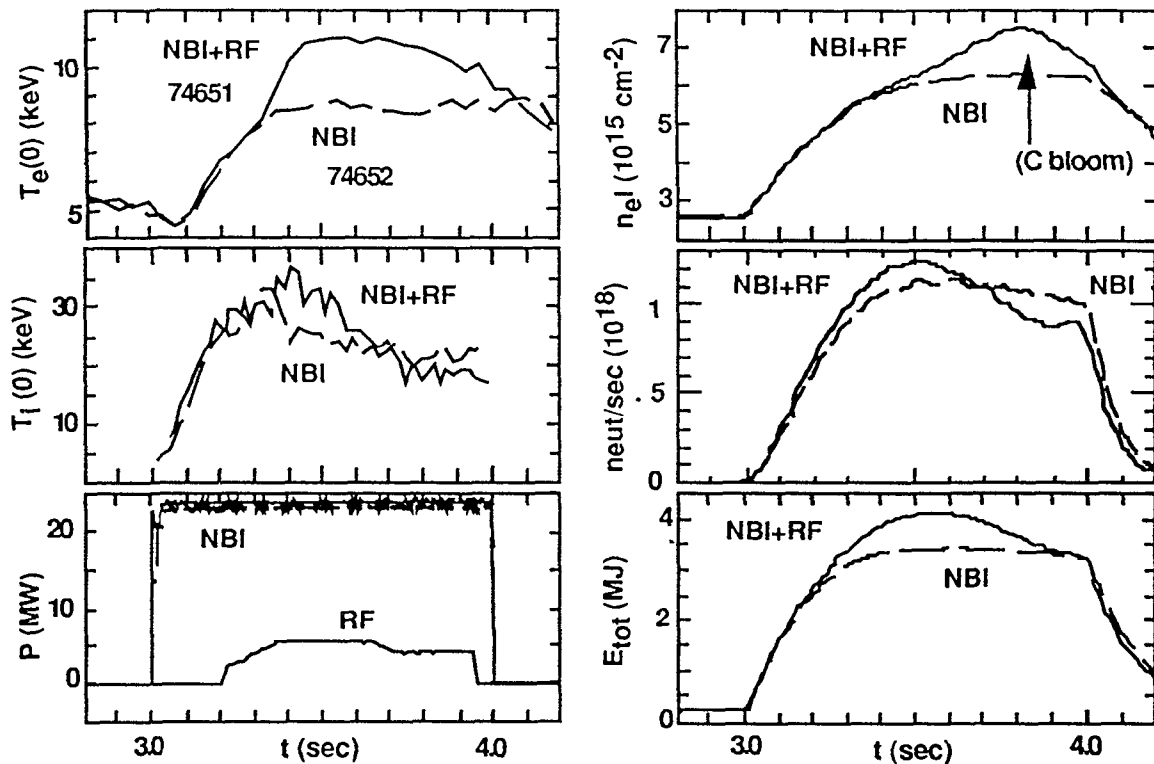 T_e(0) (keV)
10
5
NBI+RF
74651
NBI
74652
n_el (10^15 cm^-2)
7
5
3
NBI+RF
NBI
(C bloom)
T_i(0) (keV)
30
10
NBI+RF
NBI
neut/sec (10^18)
1
.5
0
NBI+RF
NBI
P (MW)
20
10
0
NBI
RF
3.0
t (sec)
4.0
E_tot (MJ)
4
2
0
NBI+RF
NBI
3.0
t (sec)
4.0